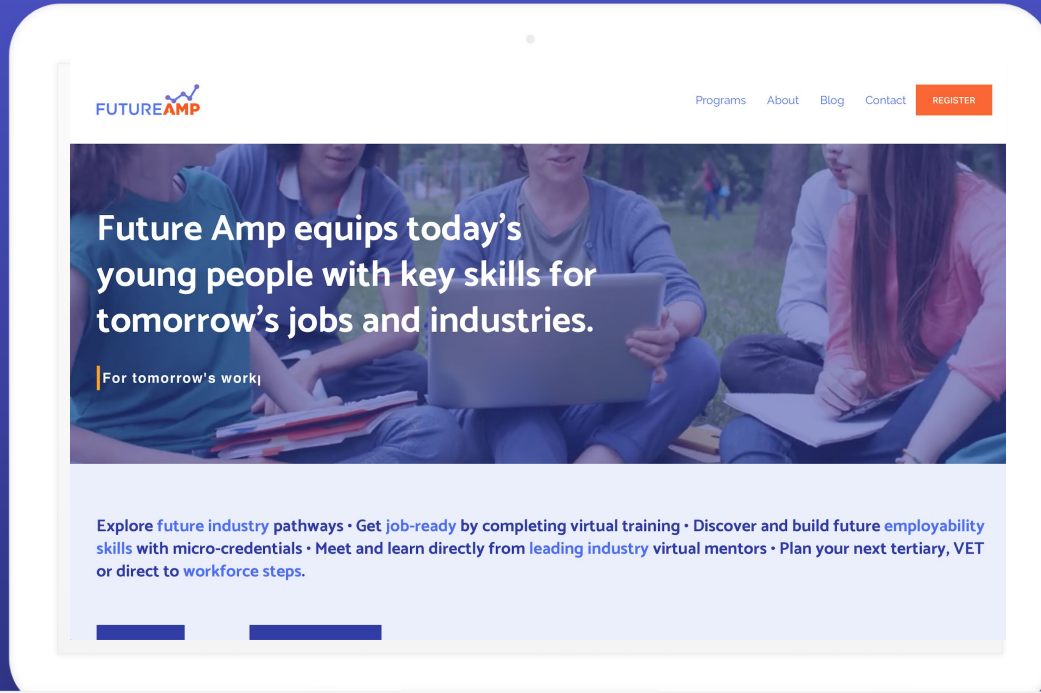 FUTUREAMP
Programs About Blog Contact REGISTER
Future Amp equips today’s
young people with key skills for
tomorrow’s jobs and industries.
For tomorrow's work
Explore future industry pathways • Get job-ready by completing virtual training • Discover and build future employability
skills with micro-credentials • Meet and learn directly from leading industry virtual mentors • Plan your next tertiary, VET
or direct to workforce steps.